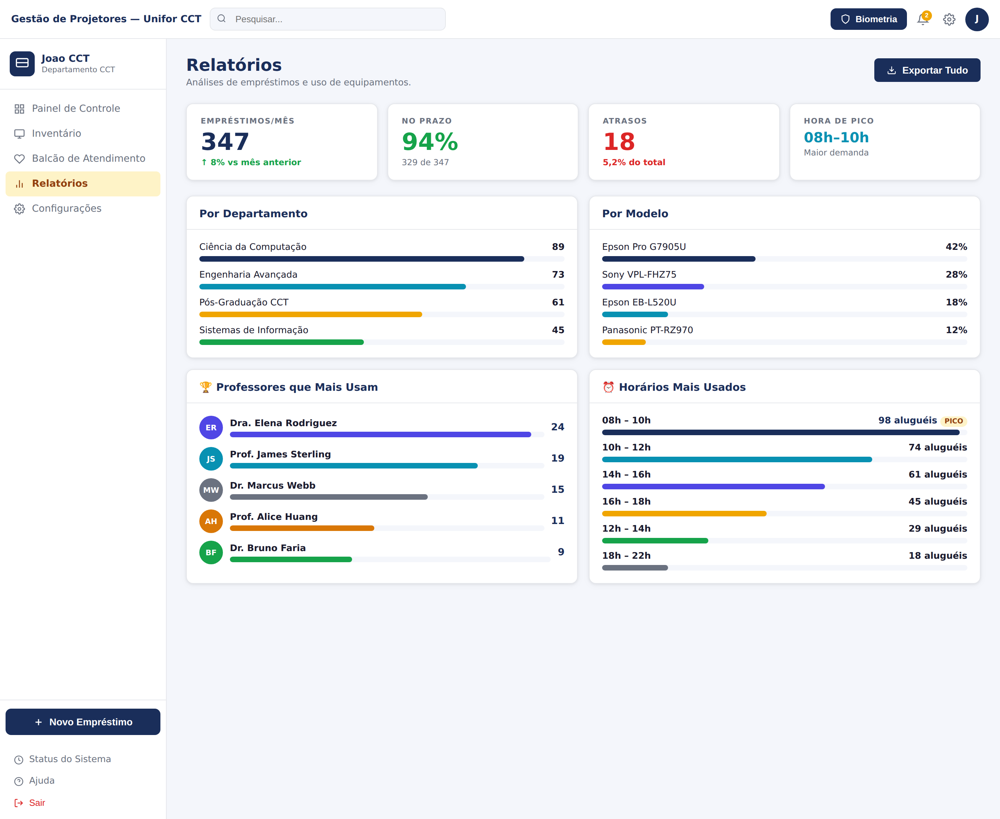 Gestão de Projetores — Unifor CCT
Pesquisar...
Biometria
2
J
Joao CCT
Departamento CCT
Painel de Controle
Inventário
Balcão de Atendimento
Relatórios
Configurações
Novo Empréstimo
Status do Sistema
Ajuda
Sair
Relatórios
Análises de empréstimos e uso de equipamentos.
Exportar Tudo
EMPRÉSTIMOS/MÊS
347
↑ 8% vs mês anterior
NO PRAZO
94%
329 de 347
ATRASOS
18
5,2% do total
HORA DE PICO
08h–10h
Maior demanda
Por Departamento
Ciência da Computação 89
Engenharia Avançada 73
Pós-Graduação CCT 61
Sistemas de Informação 45
Por Modelo
Epson Pro G7905U 42%
Sony VPL-FHZ75 28%
Epson EB-L520U 18%
Panasonic PT-RZ970 12%
🏆 Professores que Mais Usam
ER Dra. Elena Rodriguez 24
JS Prof. James Sterling 19
MW Dr. Marcus Webb 15
AH Prof. Alice Huang 11
BF Dr. Bruno Faria 9
⏰ Horários Mais Usados
08h – 10h 98 aluguéis PICO
10h – 12h 74 aluguéis
14h – 16h 61 aluguéis
16h – 18h 45 aluguéis
12h – 14h 29 aluguéis
18h – 22h 18 aluguéis